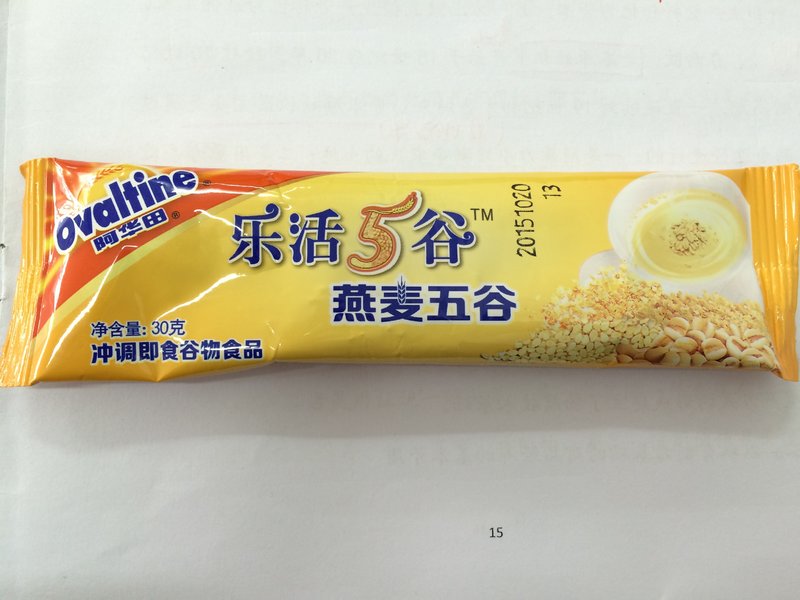 ovaltine®
阿华田®
乐活5谷™
燕麦五谷
净含量: 30克
冲调即食谷物食品
20151020
13
15